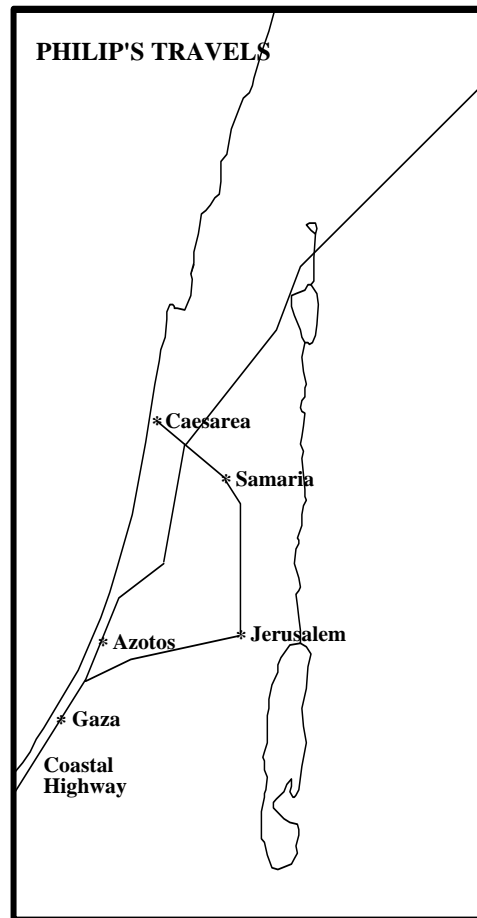 PHILIP'S TRAVELS
* Caesarea
* Samaria
* Jerusalem
* Azotos
* Gaza
Coastal
Highway